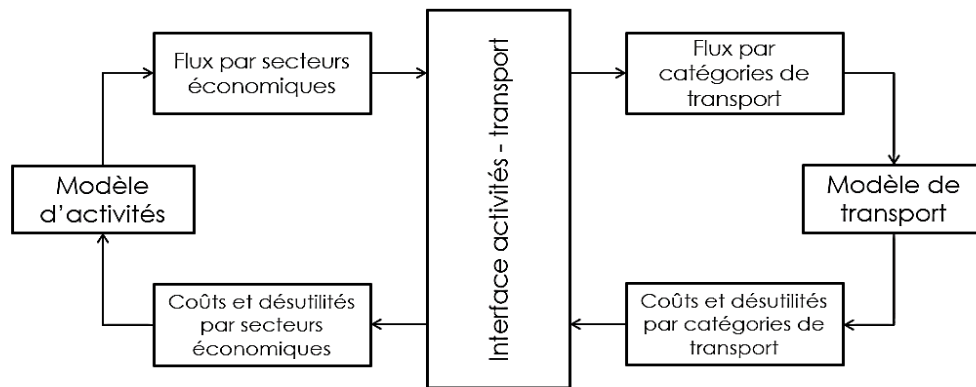 Flux par secteurs
économiques
Flux par
catégories de
transport
Modèle
d'activités
Interface activités - transport
Modèle de
transport
Coûts et désutilités
par secteurs
économiques
Coûts et désutilités
par catégories de
transport